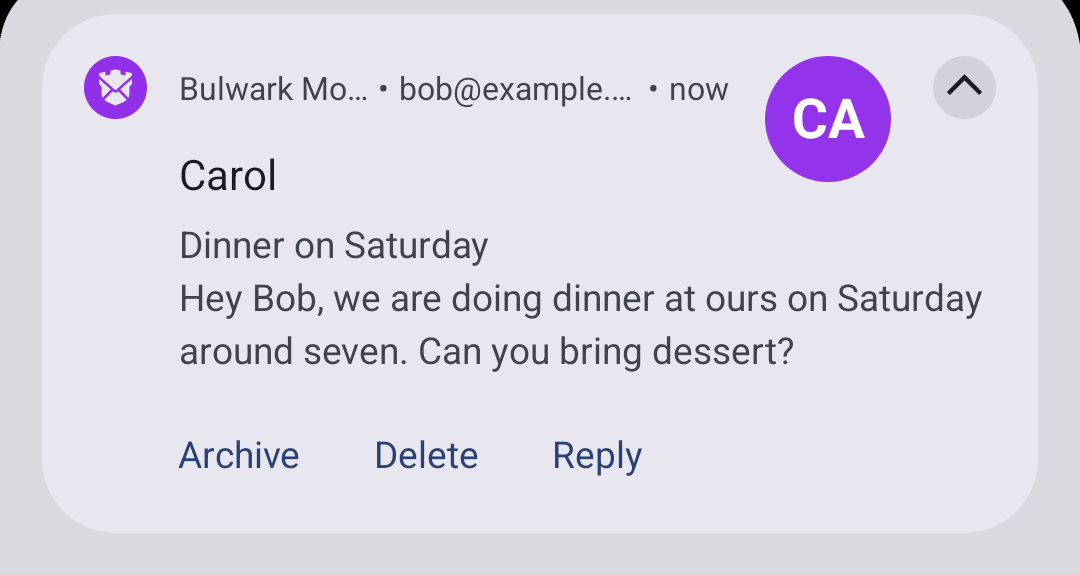 Bulwark Mo... • bob@example.... • now
CA
Carol
Dinner on Saturday
Hey Bob, we are doing dinner at ours on Saturday
around seven. Can you bring dessert?
Archive Delete Reply